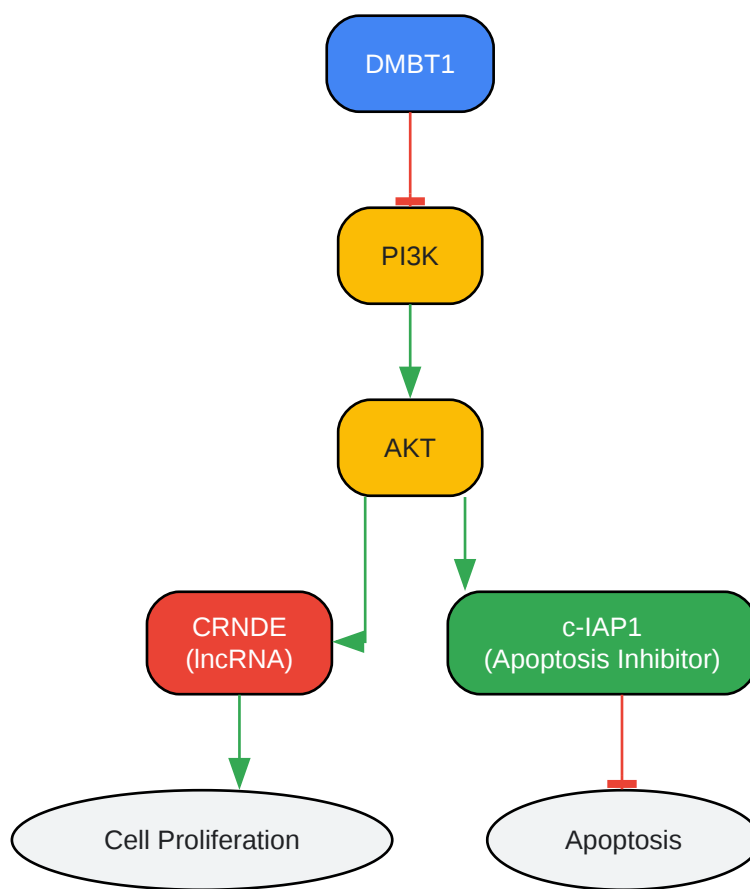 DMBT1
PI3K
AKT
CRNDE
(lncRNA)
c-IAP1
(Apoptosis Inhibitor)
Cell Proliferation
Apoptosis